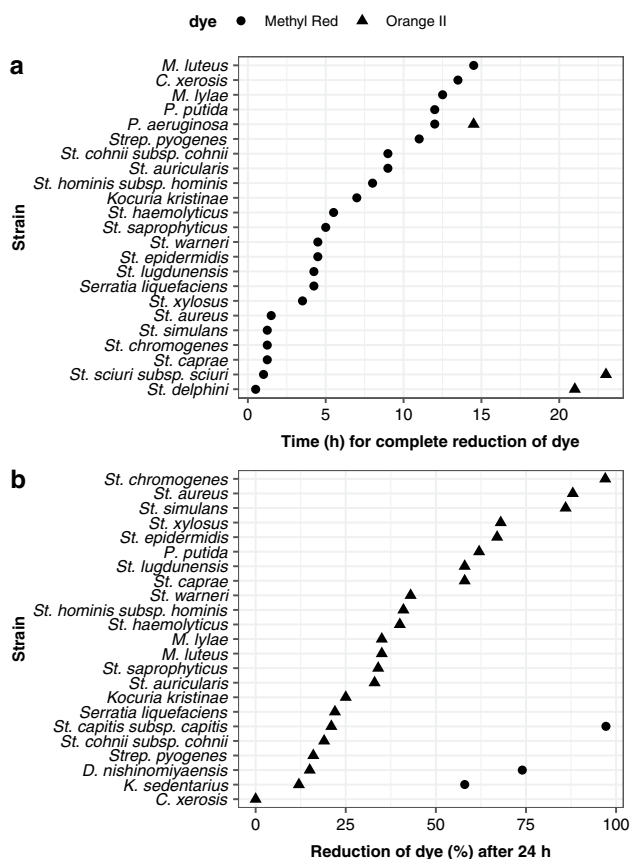 dye Methyl Red Orange II
a
M. luteus
C. xerosis
M. lylae
P. putida
P. aeruginosa
Strep. pyogenes
St. cohnii subsp. cohnii
St. auricularis
St. hominis subsp. hominis
Kocuria kristinae
St. haemolyticus
St. saprophyticus
St. warneri
St. epidermidis
St. lugdunensis
Serratia liquefaciens
St. xylosus
St. aureus
St. simulans
St. chromogenes
St. caprae
St. sciuri subsp. sciuri
St. delphini
Strain
0 5 10 15 20
Time (h) for complete reduction of dye
b
St. chromogenes
St. aureus
St. simulans
St. xylosus
St. epidermidis
P. putida
St. lugdunensis
St. caprae
St. warneri
St. hominis subsp. hominis
St. haemolyticus
M. lylae
M. luteus
St. saprophyticus
St. auricularis
Kocuria kristinae
Serratia liquefaciens
St. capitis subsp. capitis
St. cohnii subsp. cohnii
Strep. pyogenes
D. nishinomiyaensis
K. sedentarius
C. xerosis
Strain
0 25 50 75 100
Reduction of dye (%) after 24 h